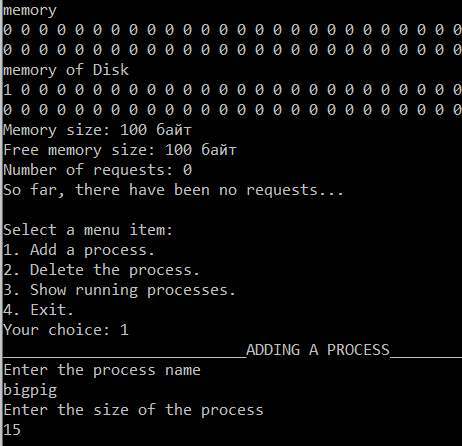 memory
0 0 0 0 0 0 0 0 0 0 0 0 0 0 0 0 0 0 0 0 0 0 0 0 0 0
0 0 0 0 0 0 0 0 0 0 0 0 0 0 0 0 0 0 0 0 0 0 0 0 0 0
memory of Disk
1 0 0 0 0 0 0 0 0 0 0 0 0 0 0 0 0 0 0 0 0 0 0 0 0 0
0 0 0 0 0 0 0 0 0 0 0 0 0 0 0 0 0 0 0 0 0 0 0 0 0 0
Memory size: 100 байт
Free memory size: 100 байт
Number of requests: 0
So far, there have been no requests...
Select a menu item:
1. Add a process.
2. Delete the process.
3. Show running processes.
4. Exit.
Your choice: 1
___________________________ADDING A PROCESS________
Enter the process name
bigpig
Enter the size of the process
15